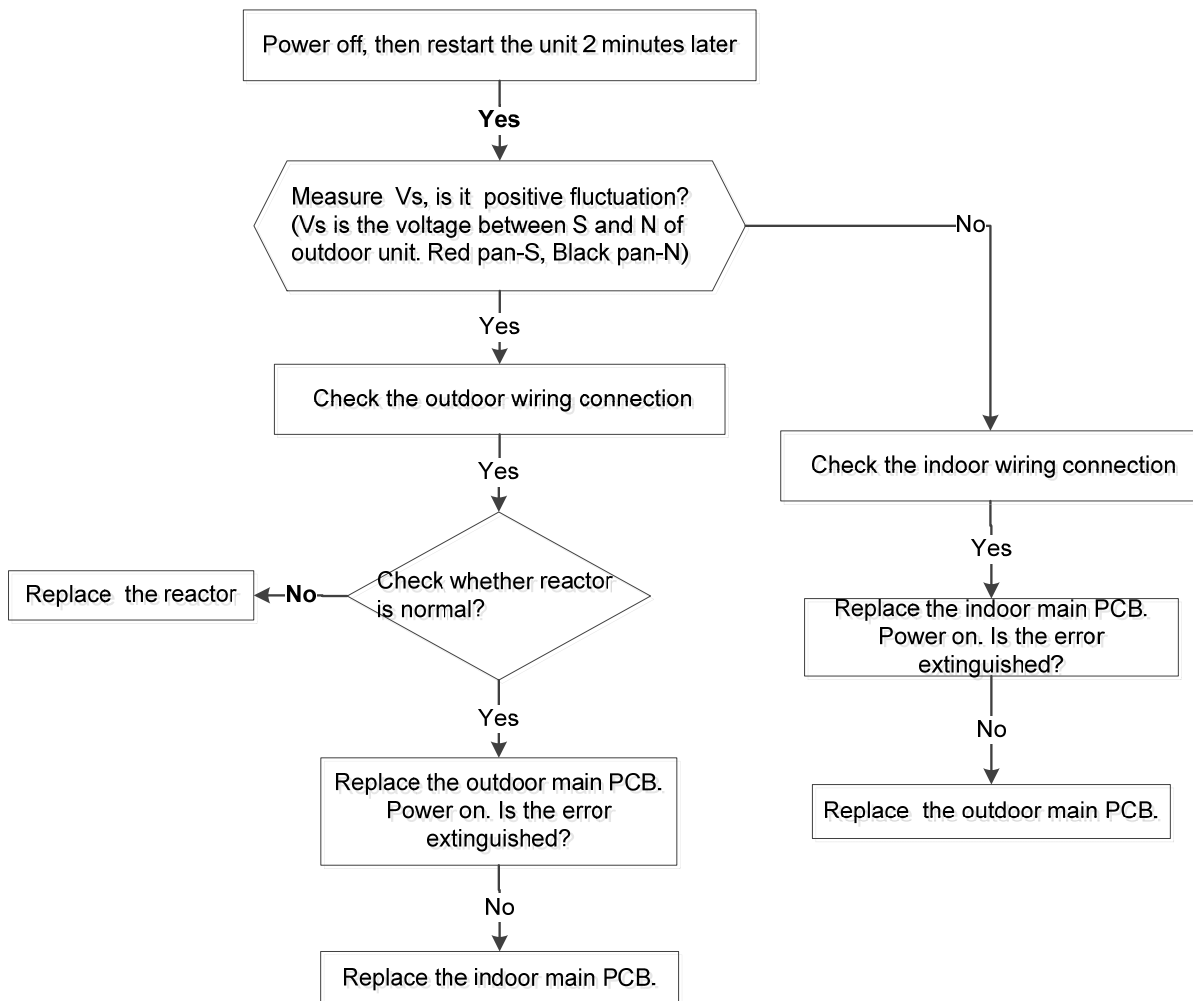 Power off, then restart the unit 2 minutes later
Yes
Measure Vs, is it positive fluctuation?
(Vs is the voltage between S and N of
outdoor unit. Red pan-S, Black pan-N)
No
Yes
Check the outdoor wiring connection
Check the indoor wiring connection
Yes
Yes
Check whether reactor
is normal?
Replace the reactor
No
Replace the indoor main PCB.
Power on. Is the error
extinguished?
Yes
No
Replace the outdoor main PCB.
Power on. Is the error
extinguished?
Replace the outdoor main PCB.
No
Replace the indoor main PCB.